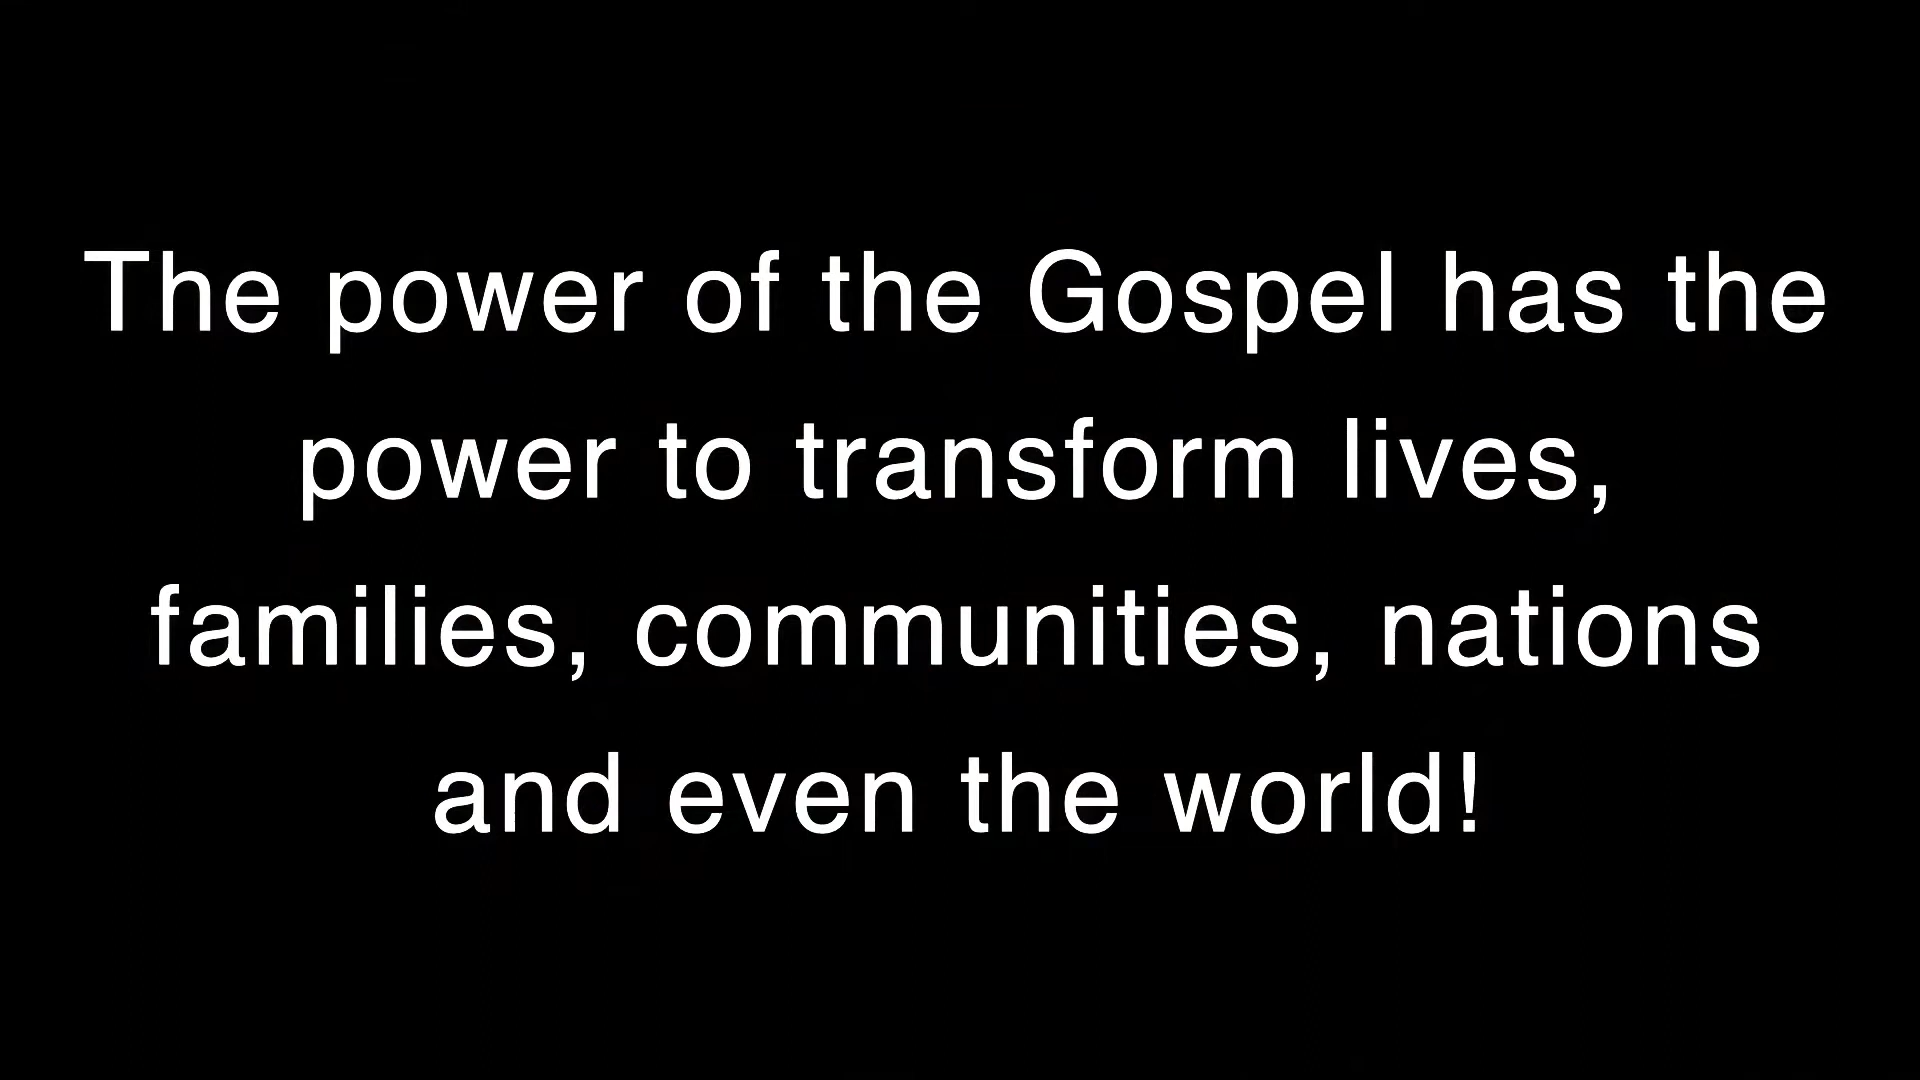 The power of the Gospel has the
power to transform lives,
families, communities, nations
and even the world!